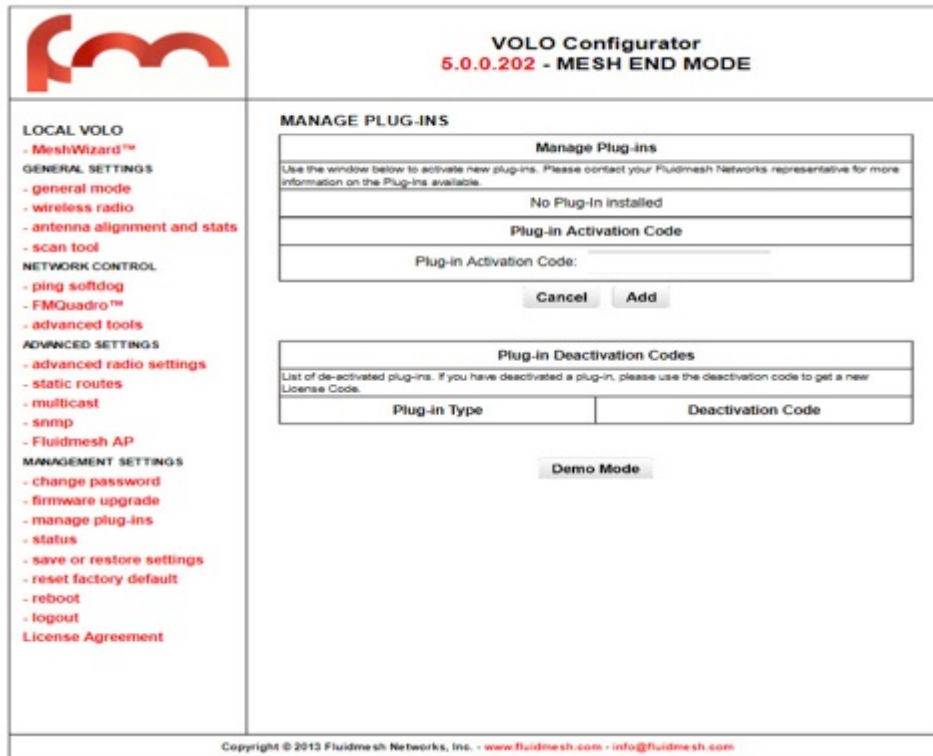 fm
VOLO Configurator
5.0.0.202 - MESH END MODE
LOCAL VOLO
- MeshWizard™
GENERAL SETTINGS
- general mode
- wireless radio
- antenna alignment and stats
- scan tool
NETWORK CONTROL
- ping softdog
- FMQuadro™
- advanced tools
ADVANCED SETTINGS
- advanced radio settings
- static routes
- multicast
- snmp
- Fluidmesh AP
MANAGEMENT SETTINGS
- change password
- firmware upgrade
- manage plug-ins
- status
- save or restore settings
- reset factory default
- reboot
- logout
License Agreement
MANAGE PLUG-INS
Manage Plug-ins
Use the window below to activate new plug-ins. Please contact your Fluidmesh Networks representative for more
information on the Plug-Ins available.
No Plug-In installed
Plug-in Activation Code
Plug-in Activation Code:
Cancel Add
Plug-in Deactivation Codes
List of de-activated plug-ins. If you have deactivated a plug-in, please use the deactivation code to get a new
License Code.
Plug-in Type Deactivation Code
Demo Mode
Copyright © 2013 Fluidmesh Networks, Inc. - www.fluidmesh.com - info@fluidmesh.com